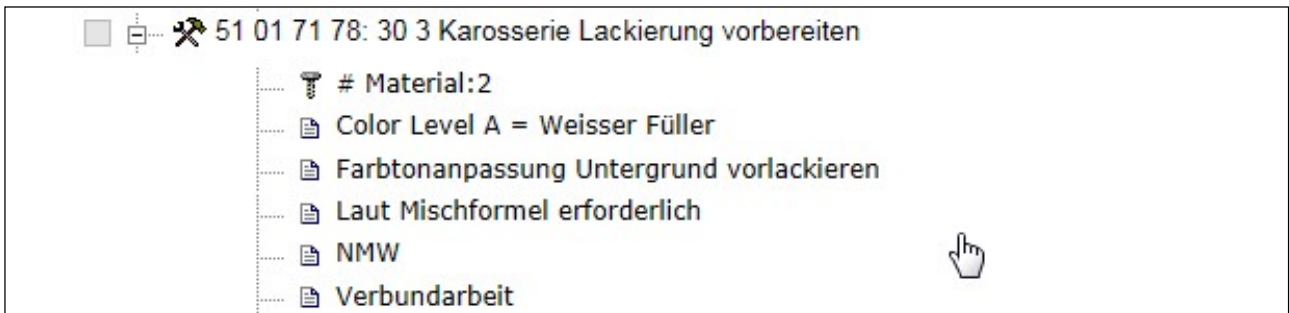 51 01 71 78: 30 3 Karosserie Lackierung vorbereiten
# Material:2
Color Level A = Weisser Füller
Farbtonanpassung Untergrund vorlackieren
Laut Mischformel erforderlich
NMW
Verbundarbeit